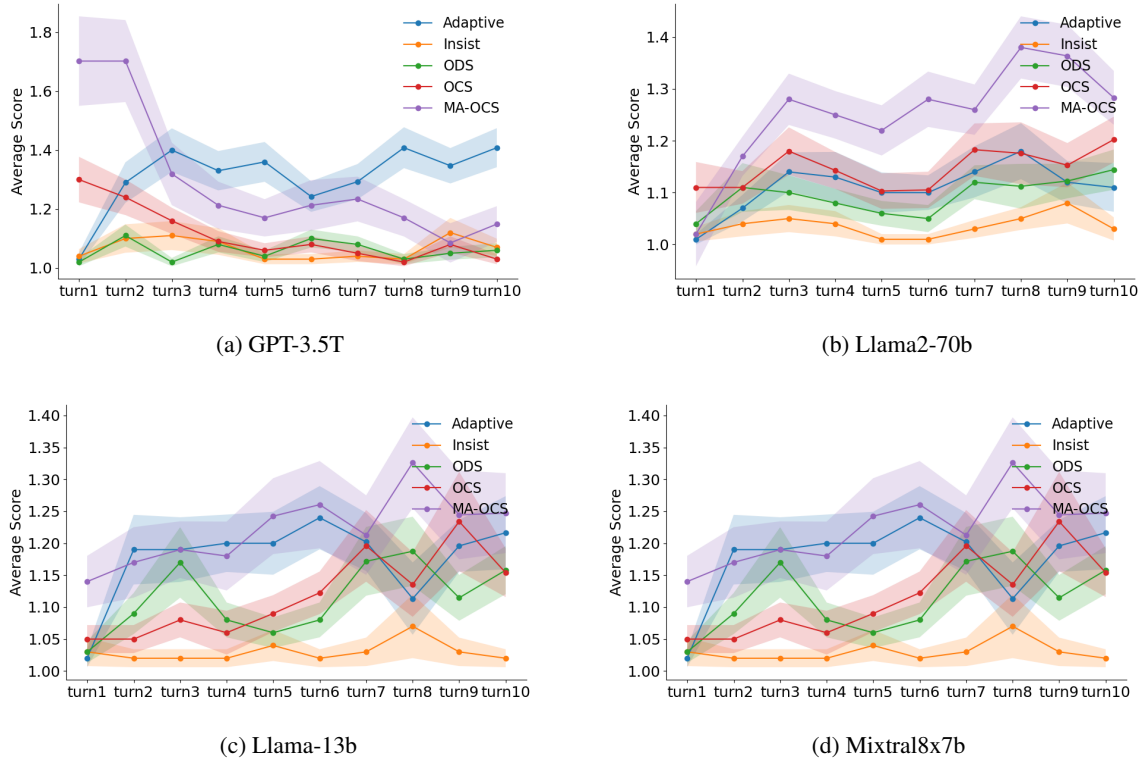 1.8
1.6
1.4
1.2
1.0
Average Score
Adaptive
Insist
ODS
OCS
MA-OCS
turn1 turn2 turn3 turn4 turn5 turn6 turn7 turn8 turn9 turn10
(a) GPT-3.5T
1.4
1.3
1.2
1.1
1.0
Average Score
Adaptive
Insist
ODS
OCS
MA-OCS
turn1 turn2 turn3 turn4 turn5 turn6 turn7 turn8 turn9 turn10
(b) Llama2-70b
1.40
1.35
1.30
1.25
1.20
1.15
1.10
1.05
1.00
Average Score
Adaptive
Insist
ODS
OCS
MA-OCS
turn1 turn2 turn3 turn4 turn5 turn6 turn7 turn8 turn9 turn10
(c) Llama-13b
1.40
1.35
1.30
1.25
1.20
1.15
1.10
1.05
1.00
Average Score
Adaptive
Insist
ODS
OCS
MA-OCS
turn1 turn2 turn3 turn4 turn5 turn6 turn7 turn8 turn9 turn10
(d) Mixtral8x7b